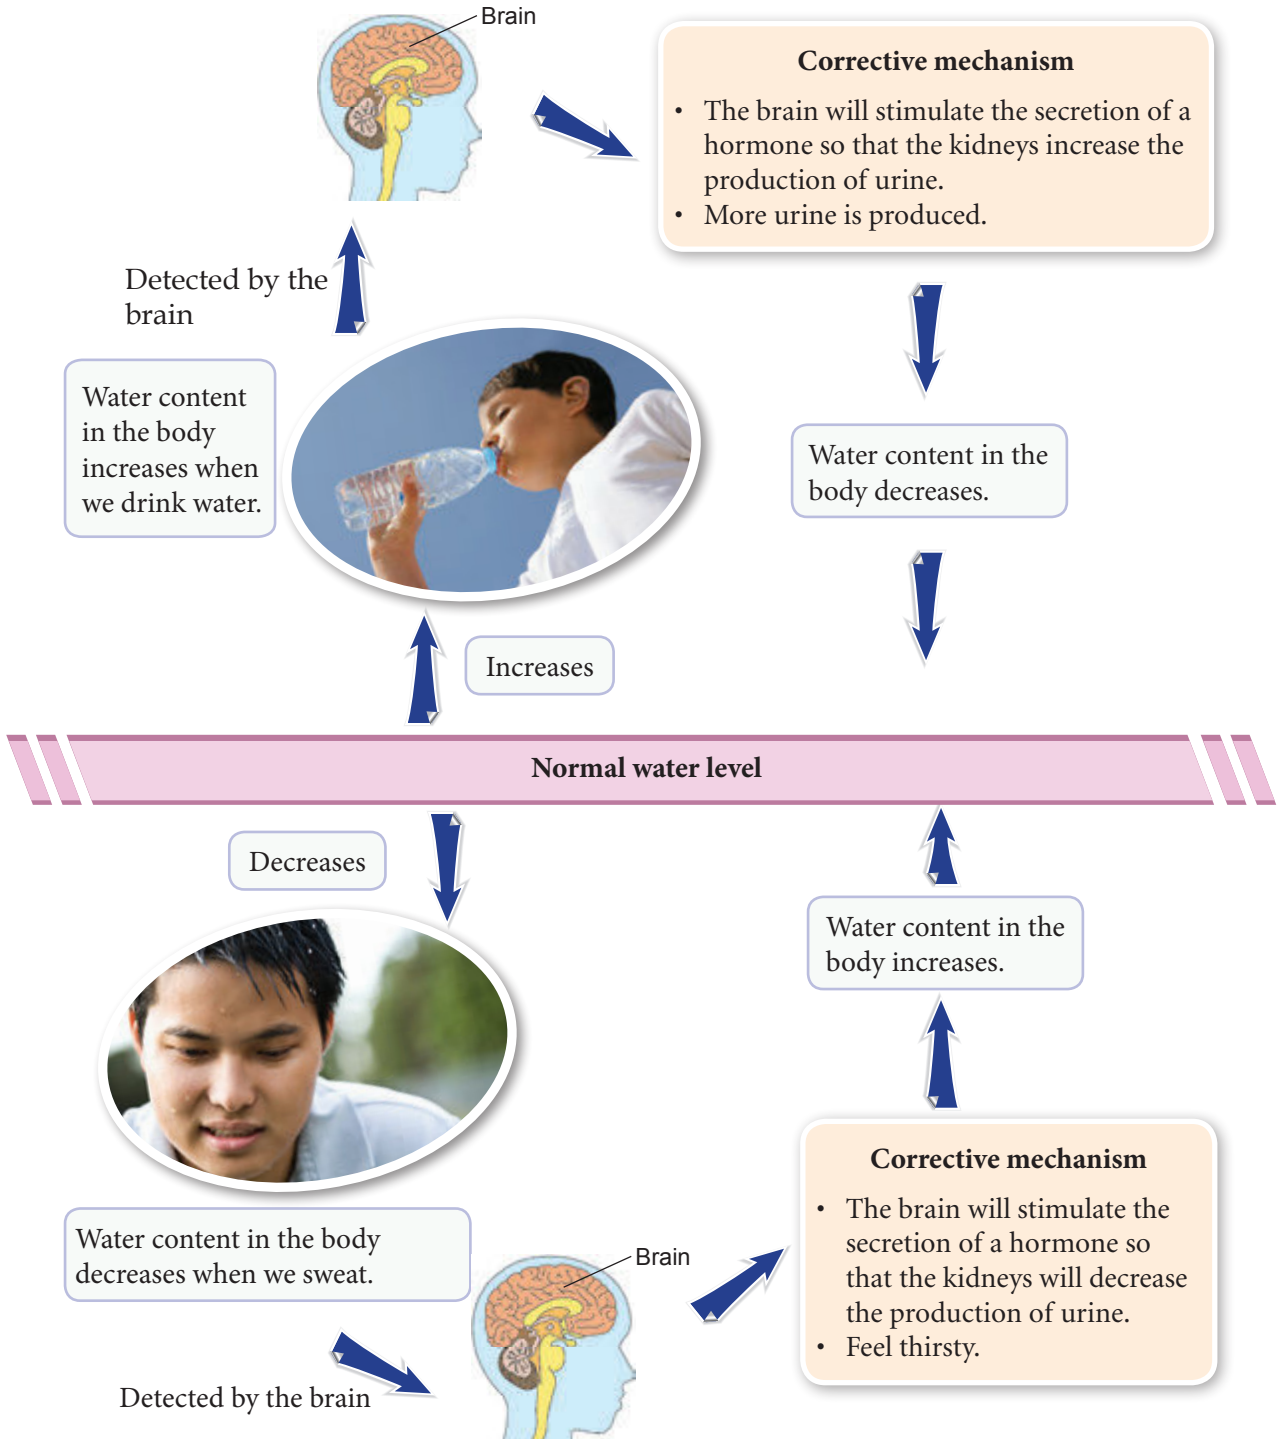 Brain
Corrective mechanism
• The brain will stimulate the secretion of a
hormone so that the kidneys increase the
production of urine.
• More urine is produced.
Detected by the
brain
Water content
in the body
increases when
we drink water.
Water content in the
body decreases.
Increases
Normal water level
Decreases
Water content in the
body increases.
Water content in the body
decreases when we sweat.
Brain
Corrective mechanism
• The brain will stimulate the
secretion of a hormone so
that the kidneys will decrease
the production of urine.
• Feel thirsty.
Detected by the brain